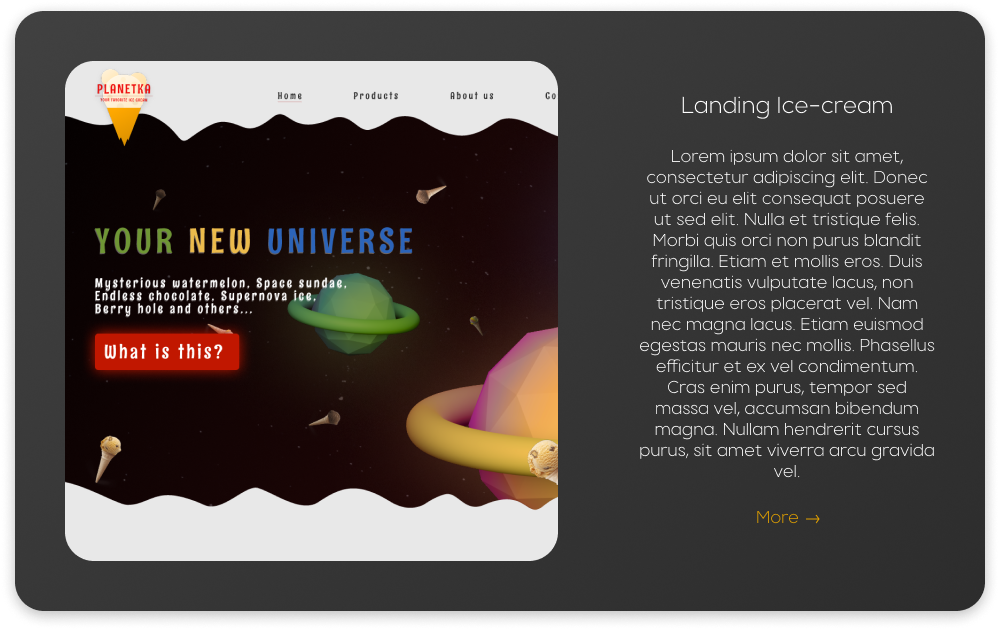 PLANETKA
YOUR FAVORITE ICE-CREAM
Home
Products
About us
Co
YOUR NEW UNIVERSE
Mysterious watermelon, Space sundae,
Endless chocolate, Supernova ice,
Berry hole and others...
What is this?
Landing Ice-cream
Lorem ipsum dolor sit amet,
consectetur adipiscing elit. Donec
ut orci eu elit consequat posuere
ut sed elit. Nulla et tristique felis.
Morbi quis orci non purus blandit
fringilla. Etiam et mollis eros. Duis
venenatis vulputate lacus, non
tristique eros placerat vel. Nam
nec magna lacus. Etiam euismod
egestas mauris nec mollis. Phasellus
efficitur et ex vel condimentum.
Cras enim purus, tempor sed
massa vel, accumsan bibendum
magna. Nullam hendrerit cursus
purus, sit amet viverra arcu gravida
vel.
More →